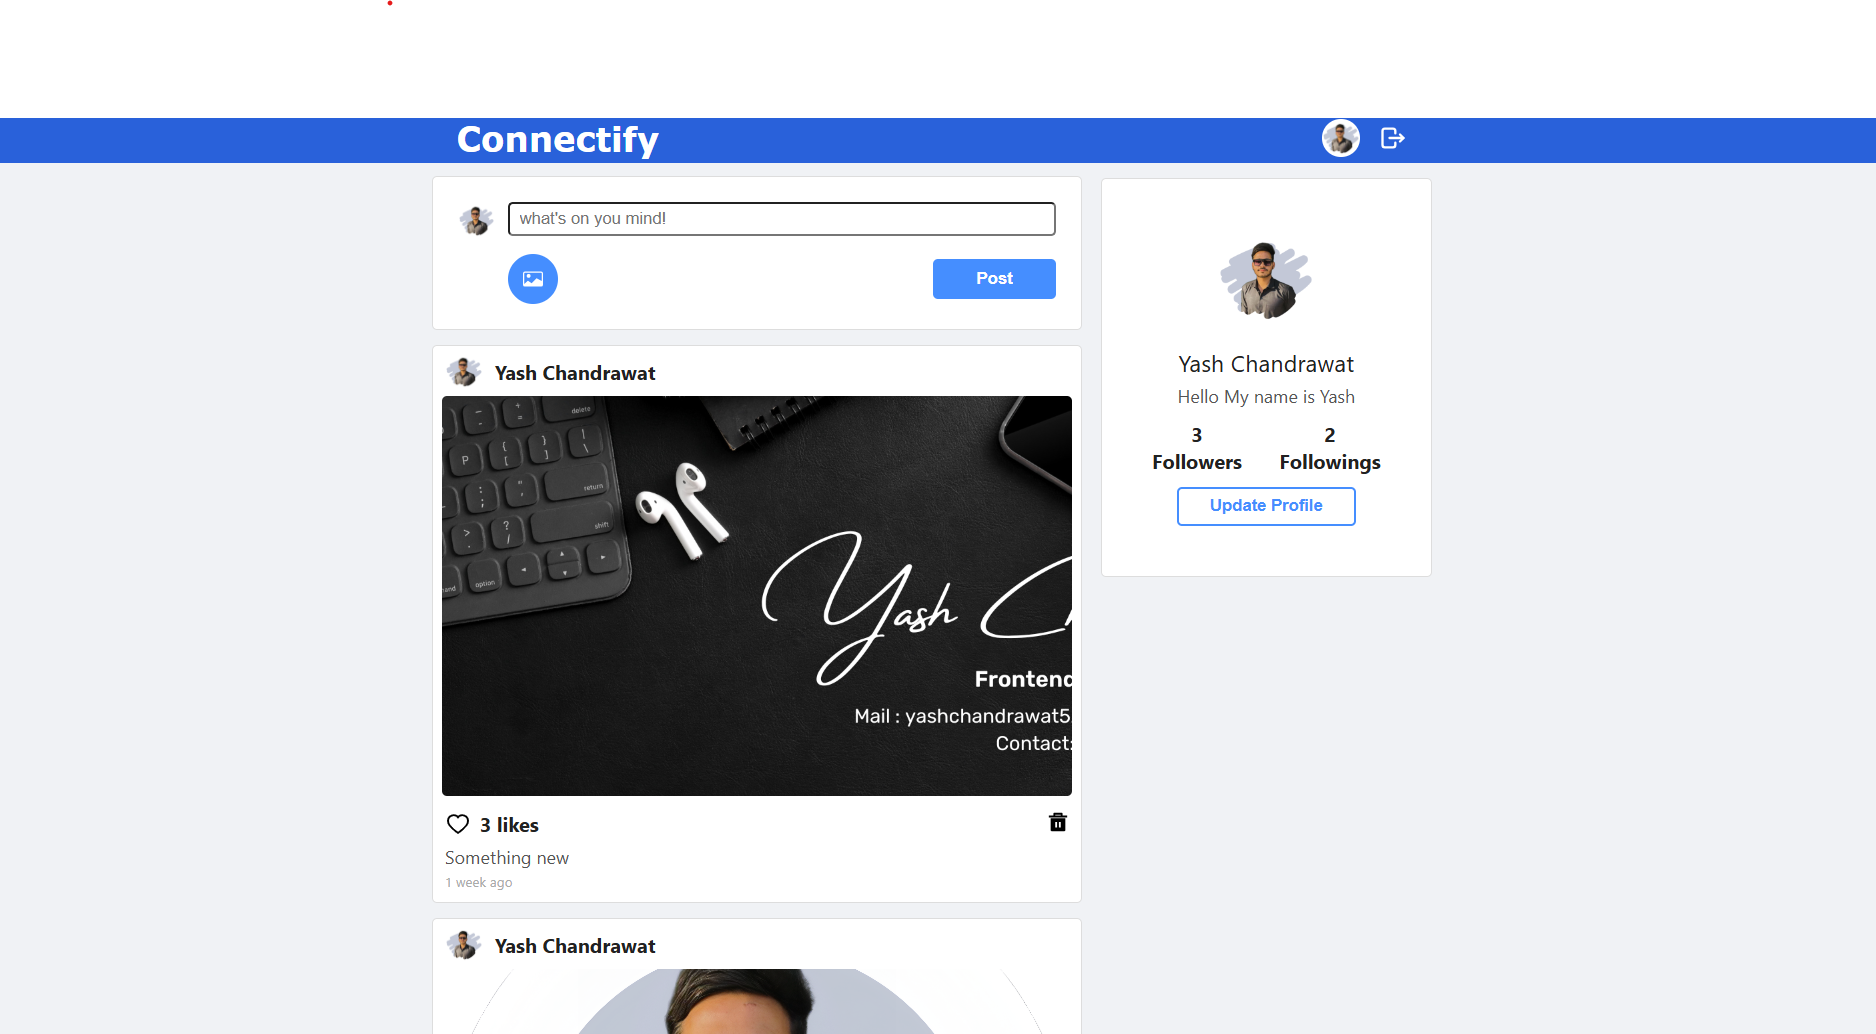 Connectify
what's on you mind!
Post
Yash Chandrawat
delete
P
return
shift
option
Yash C
Frontend
Mail : yashchandrawat5
Contact:
3 likes
Something new
1 week ago
Yash Chandrawat
Yash Chandrawat
Hello My name is Yash
3 2
Followers Followings
Update Profile